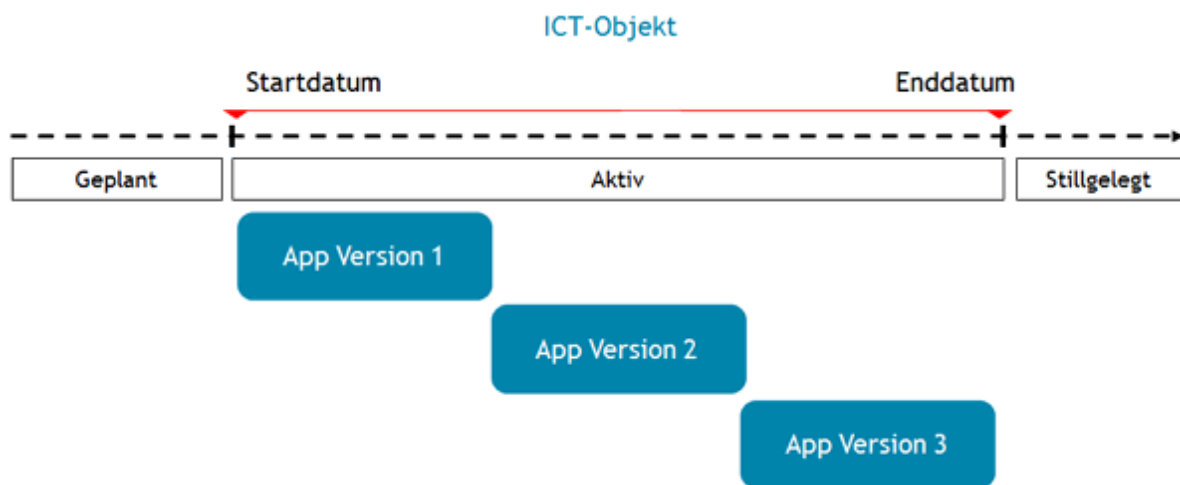 ICT-Objekt
Startdatum Enddatum
Geplant Aktiv Stillgelegt
App Version 1
App Version 2
App Version 3